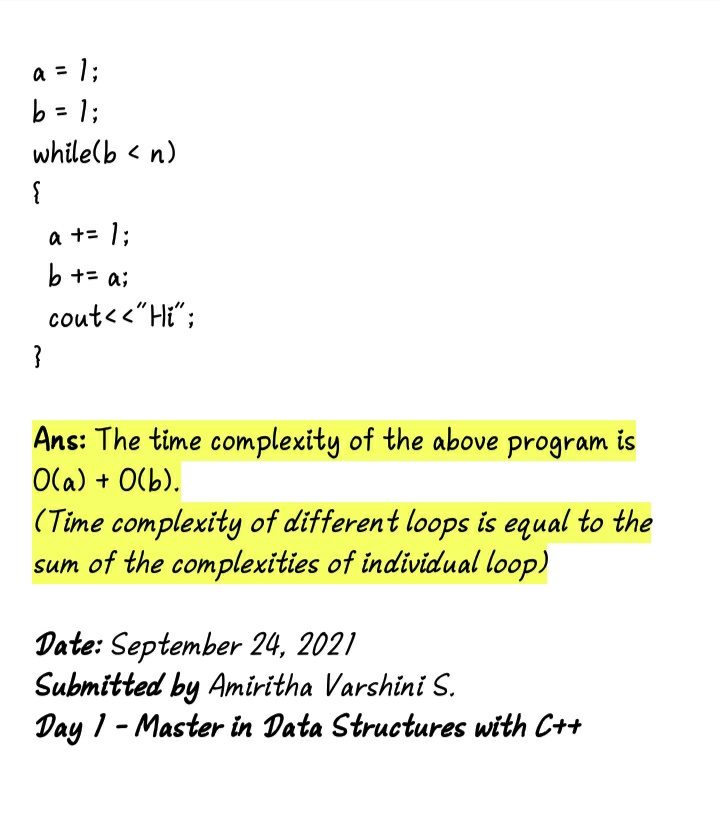 a = 1;
b = 1;
while(b < n)
{
a += 1;
b += a;
cout<<"Hi";
}
Ans: The time complexity of the above program is
O(a) + O(b).
(Time complexity of different loops is equal to the
sum of the complexities of individual loop)
Date: September 24, 2021
Submitted by Amiritha Varshini S.
Day 1 - Master in Data Structures with C++